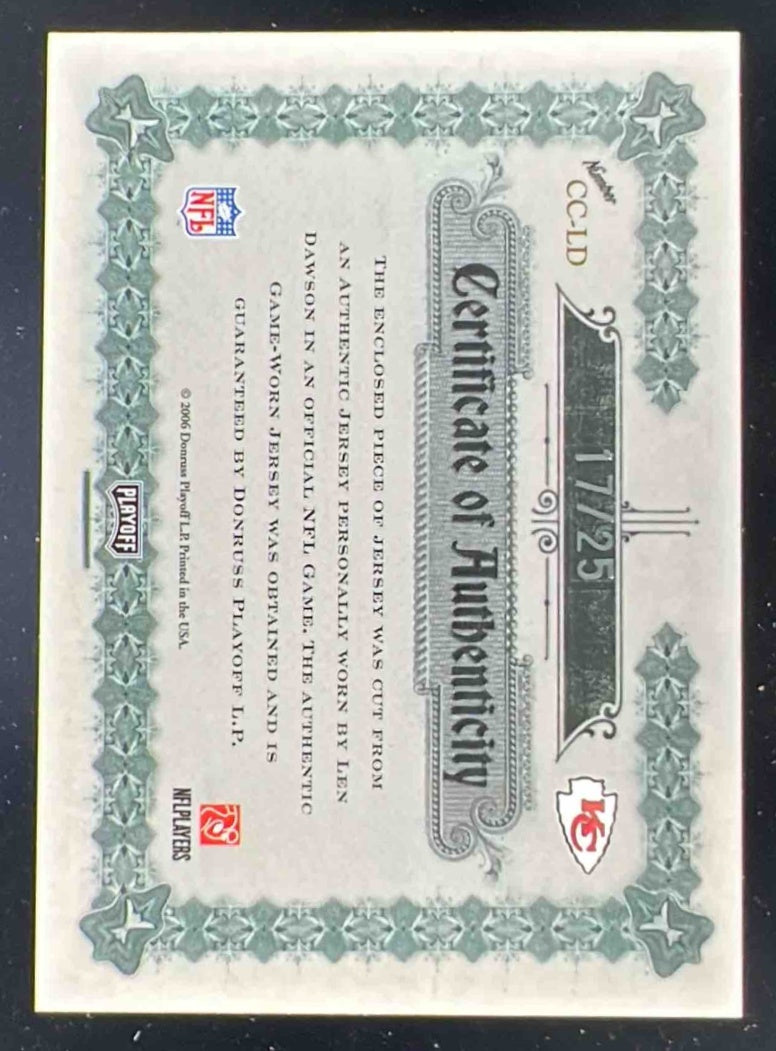 Number
CC-LD
17/25
KC
Certificate of Authenticity
THE ENCLOSED PIECE OF JERSEY WAS CUT FROM
AN AUTHENTIC JERSEY PERSONALLY WORN BY LEN
DAWSON IN AN OFFICIAL NFL GAME. THE AUTHENTIC
GAME-WORN JERSEY WAS OBTAINED AND IS
GUARANTEED BY DONRUSS PLAYOFF L.P.
NFL
NFLPLAYERS
© 2006 Donruss Playoff L.P. Printed in the USA.
PLAYOFF